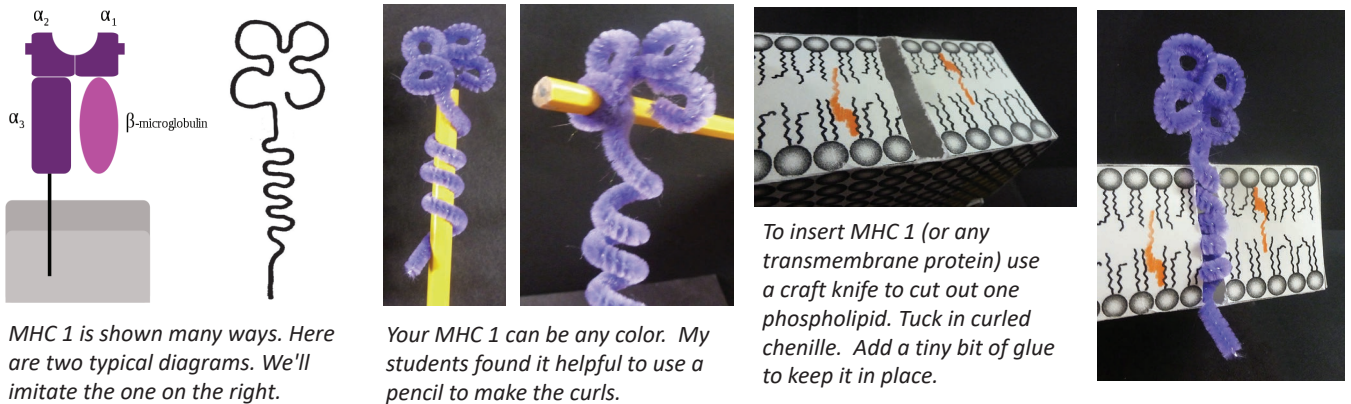 α2
α1
α3
β-microglobulin
MHC 1 is shown many ways. Here
are two typical diagrams. We'll
imitate the one on the right.
Your MHC 1 can be any color.  My
students found it helpful to use a
pencil to make the curls.
To insert MHC 1 (or any
transmembrane protein) use
a craft knife to cut out one
phospholipid. Tuck in curled
chenille.  Add a tiny bit of glue
to keep it in place.